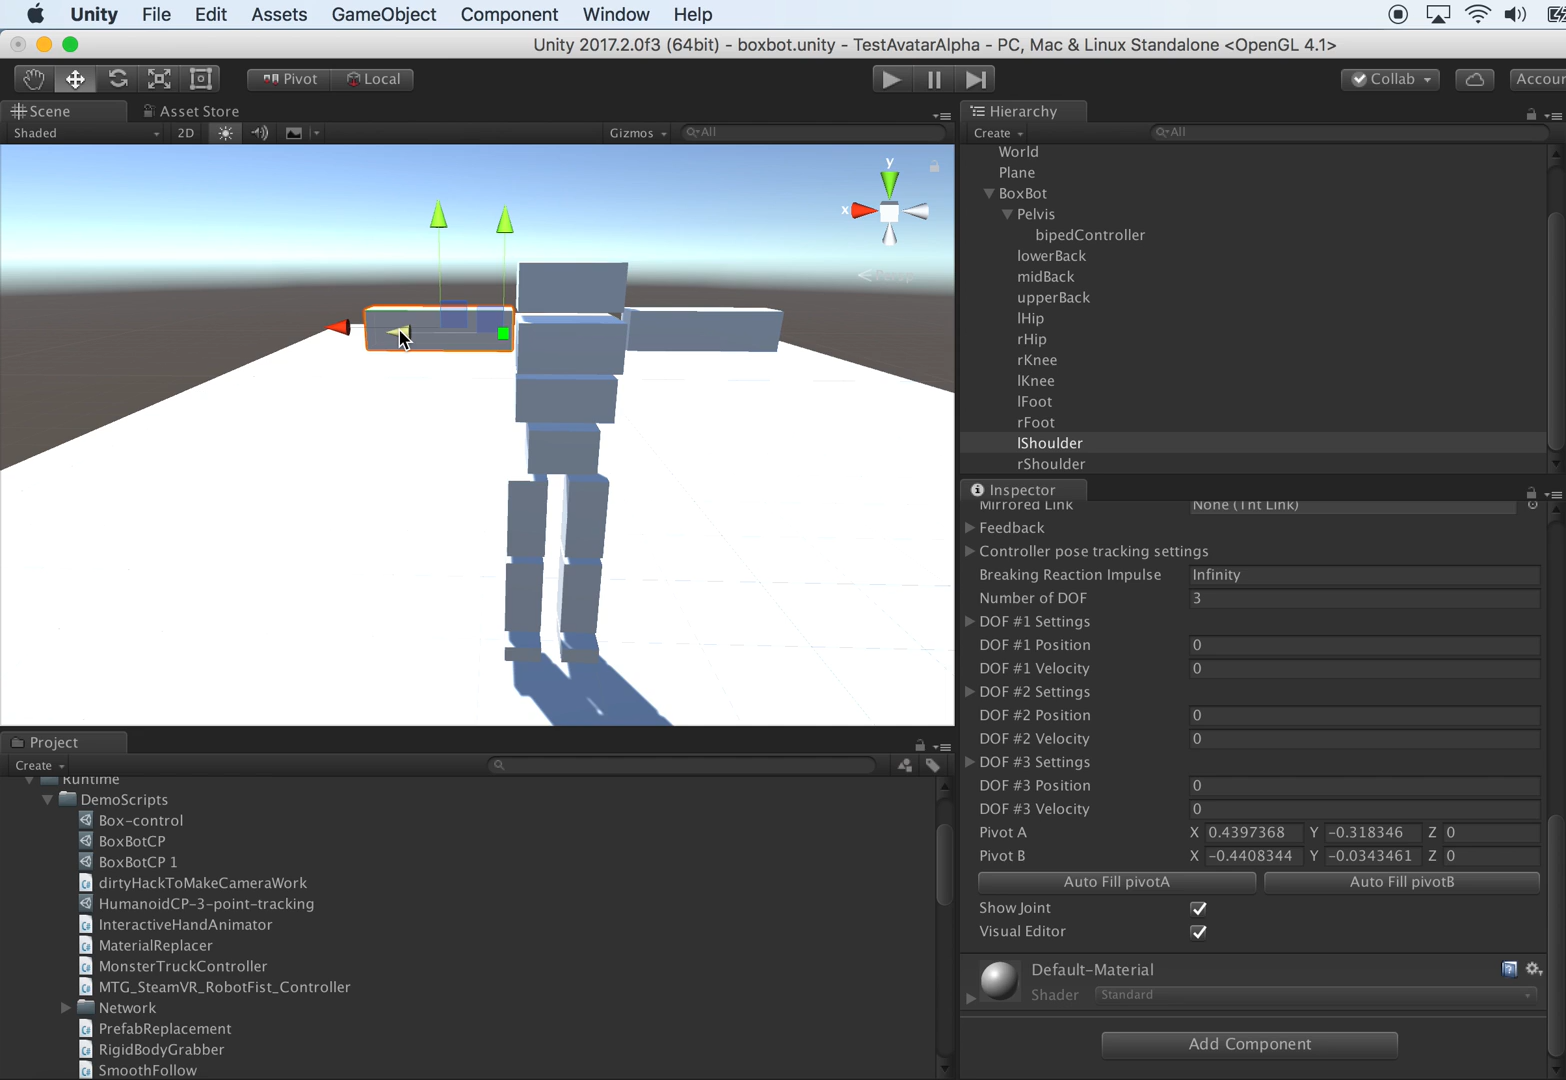 Unity File Edit Assets GameObject Component Window Help
Unity 2017.2.0f3 (64bit) - boxbot.unity - TestAvatarAlpha - PC, Mac & Linux Standalone <OpenGL 4.1>
Pivot Local Collab Accour
Scene Asset Store
Shaded 2D Gizmos All
y
x
Persp
Hierarchy
Create All
World
Plane
BoxBot
Pelvis
bipedController
lowerBack
midBack
upperBack
lHip
rHip
rKnee
lKnee
lFoot
rFoot
lShoulder
rShoulder
Inspector
Mirrored Link None (Tnt Link)
Feedback
Controller pose tracking settings
Breaking Reaction Impulse Infinity
Number of DOF 3
DOF #1 Settings
DOF #1 Position 0
DOF #1 Velocity 0
DOF #2 Settings
DOF #2 Position 0
DOF #2 Velocity 0
DOF #3 Settings
DOF #3 Position 0
DOF #3 Velocity 0
Pivot A X 0.4397368 Y -0.318346 Z 0
Pivot B X -0.4408344 Y -0.0343461 Z 0
Auto Fill pivotA Auto Fill pivotB
Show Joint
Visual Editor
Default-Material
Shader Standard
Add Component
Project
Create
Runtime
DemoScripts
Box-control
BoxBotCP
BoxBotCP 1
dirtyHackToMakeCameraWork
HumanoidCP-3-point-tracking
InteractiveHandAnimator
MaterialReplacer
MonsterTruckController
MTG_SteamVR_RobotFist_Controller
Network
PrefabReplacement
RigidBodyGrabber
SmoothFollow